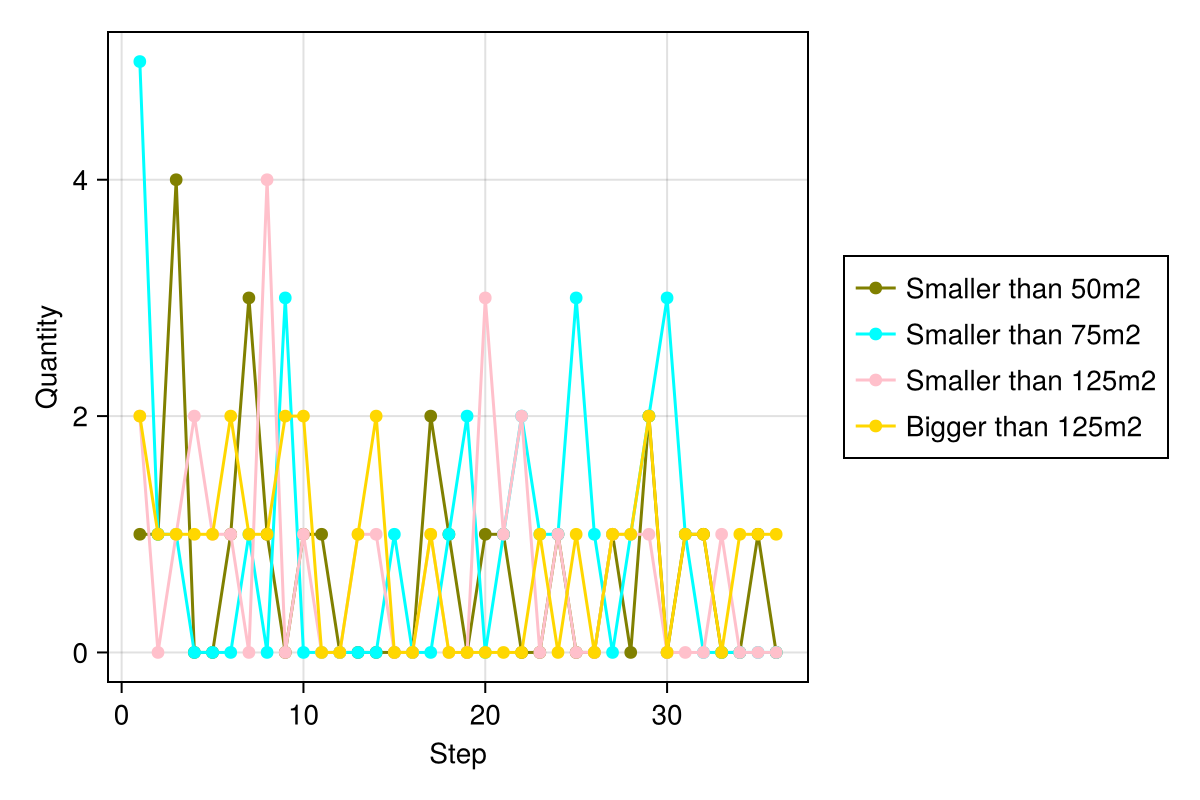 4
2
0
Quantity
0 10 20 30
Step
Smaller than 50m2
Smaller than 75m2
Smaller than 125m2
Bigger than 125m2